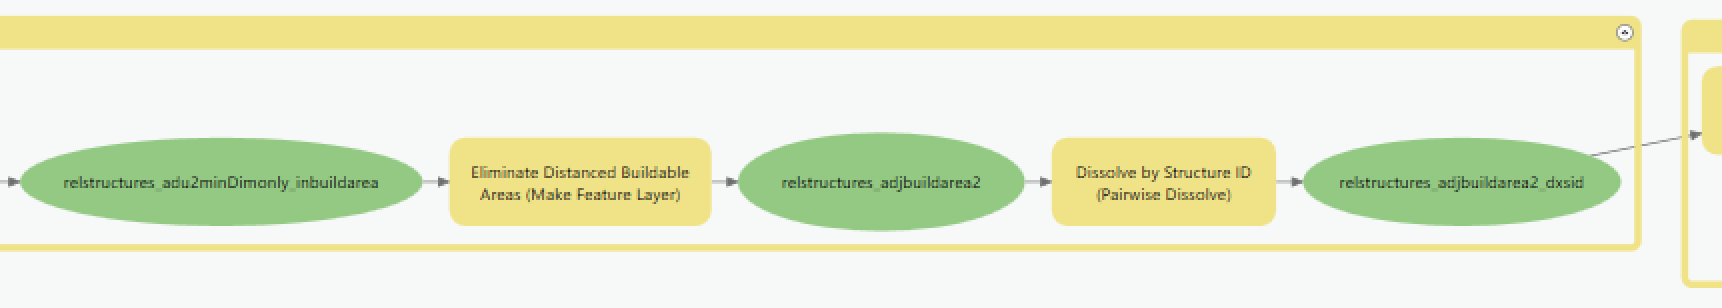 relstructures_adu2minDimonly_inbuildarea
Eliminate Distanced Buildable
Areas (Make Feature Layer)
relstructures_adjbuildarea2
Dissolve by Structure ID
(Pairwise Dissolve)
relstructures_adjbuildarea2_dxsid